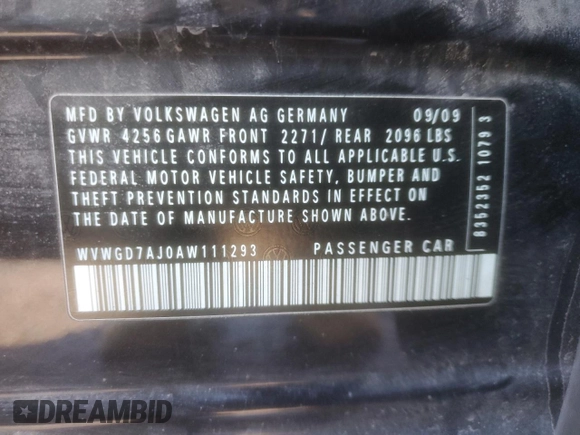 MFD BY VOLKSWAGEN AG GERMANY 09/09
GVWR 4256 GAWR FRONT 2271/ REAR 2096 LBS
THIS VEHICLE CONFORMS TO ALL APPLICABLE U.S.
FEDERAL MOTOR VEHICLE SAFETY, BUMPER AND
THEFT PREVENTION STANDARDS IN EFFECT ON
THE DATE OF MANUFACTURE SHOWN ABOVE.
WVWGD7AJ0AW111293 PASSENGER CAR
8352352 1079 3
DREAMBID